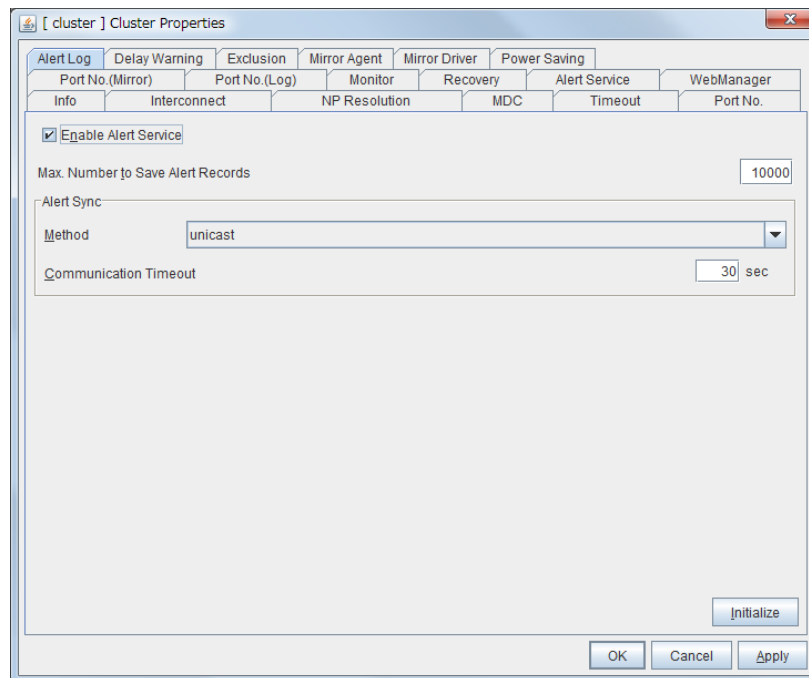 [ cluster ] Cluster Properties
Alert Log Delay Warning Exclusion Mirror Agent Mirror Driver Power Saving
Port No.(Mirror) Port No.(Log) Monitor Recovery Alert Service WebManager
Info Interconnect NP Resolution MDC Timeout Port No.
Enable Alert Service
Max. Number to Save Alert Records 10000
Alert Sync
Method unicast
Communication Timeout 30 sec
Initialize
OK Cancel Apply